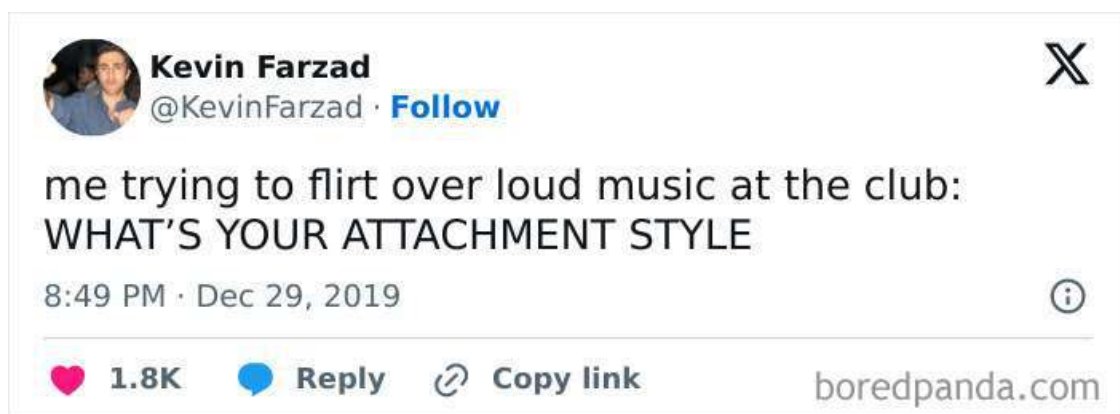 Kevin Farzad
@KevinFarzad · Follow
me trying to flirt over loud music at the club:
WHAT’S YOUR ATTACHMENT STYLE
8:49 PM · Dec 29, 2019
1.8K Reply Copy link
boredpanda.com